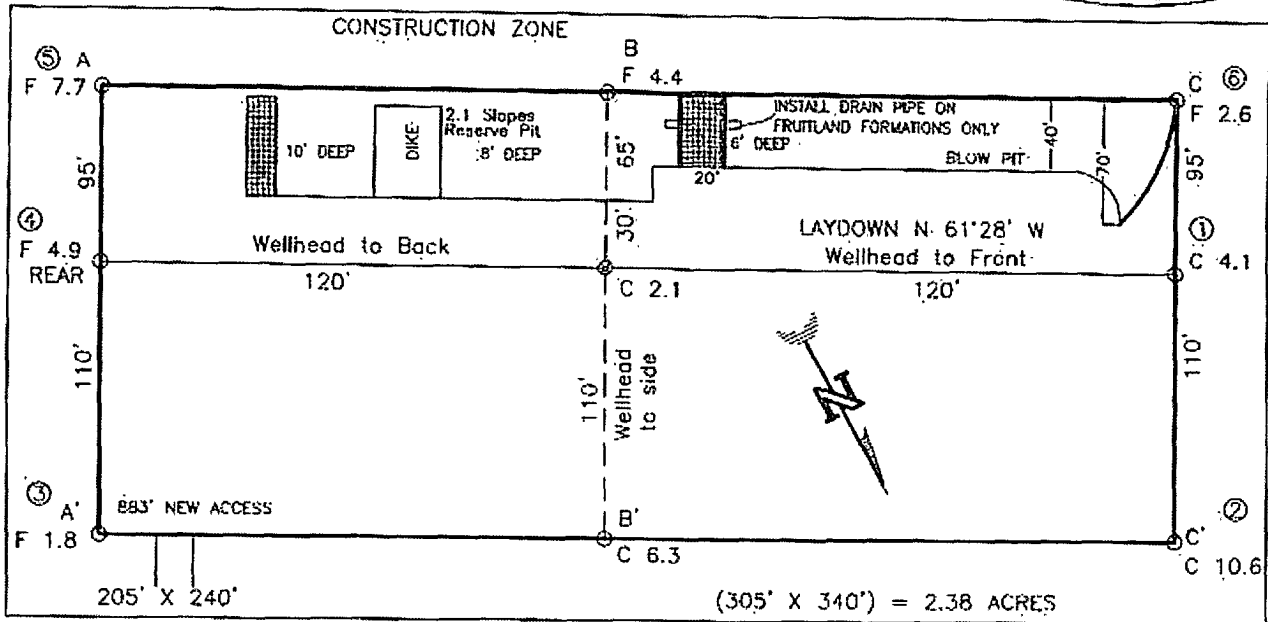 CONSTRUCTION ZONE
⑤ A
F 7.7
B
F 4.4
C ⑥
F 2.6
10' DEEP
DIKE
2.1 Slopes
Reserve Pit
8' DEEP
65'
INSTALL DRAIN PIPE ON
FRUITLAND FORMATIONS ONLY
6' DEEP
20'
BLOW PIT
40'
70'
95'
95'
④
F 4.9
REAR
Wellhead to Back
120'
30'
C 2.1
LAYDOWN N 61°28' W
Wellhead to Front
120'
①
C 4.1
110'
110'
Wellhead
to side
N
110'
③ A'
F 1.8
883' NEW ACCESS
B'
C 6.3
②
C'
C 10.6
205' X 240'
(305' X 340') = 2.38 ACRES